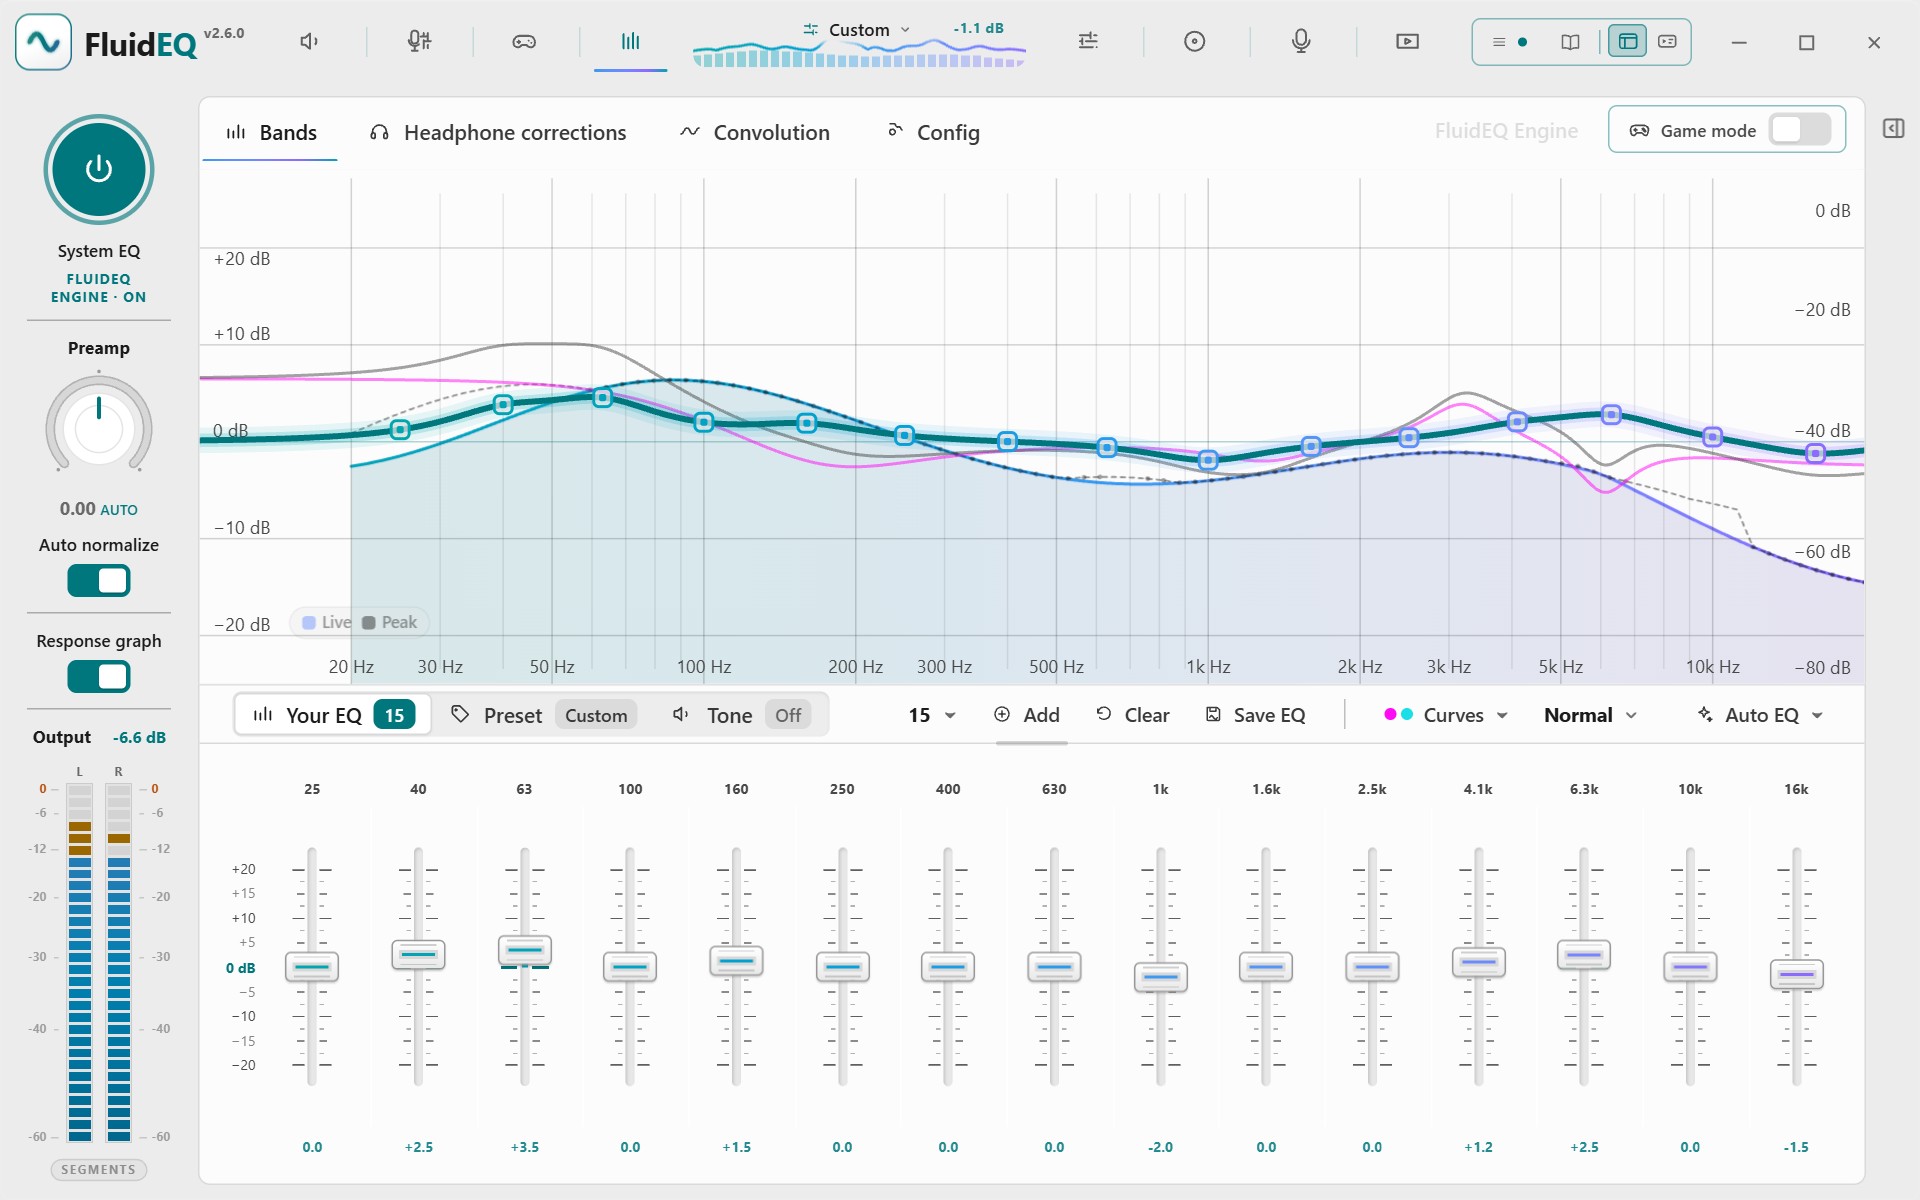 FluidEQ v2.6.0
Custom
-1.1 dB
Bands
Headphone corrections
Convolution
Config
FluidEQ Engine
Game mode
System EQ
FLUIDEQ
ENGINE · ON
Preamp
0.00 AUTO
Auto normalize
Response graph
Output -6.6 dB
L R
0 0
-6 -6
-12 -12
-20 -20
-30 -30
-40 -40
-60 -60
SEGMENTS
+20 dB
+10 dB
0 dB
−10 dB
−20 dB
0 dB
−20 dB
−40 dB
−60 dB
−80 dB
Live Peak
20 Hz 30 Hz 50 Hz 100 Hz 200 Hz 300 Hz 500 Hz 1k Hz 2k Hz 3k Hz 5k Hz 10k Hz
Your EQ 15
Preset Custom
Tone Off
15
Add
Clear
Save EQ
Curves
Normal
Auto EQ
25 40 63 100 160 250 400 630 1k 1.6k 2.5k 4.1k 6.3k 10k 16k
+20
+15
+10
+5
0 dB
−5
−10
−15
−20
0.0 +2.5 +3.5 0.0 +1.5 0.0 0.0 0.0 -2.0 0.0 0.0 +1.2 +2.5 0.0 -1.5